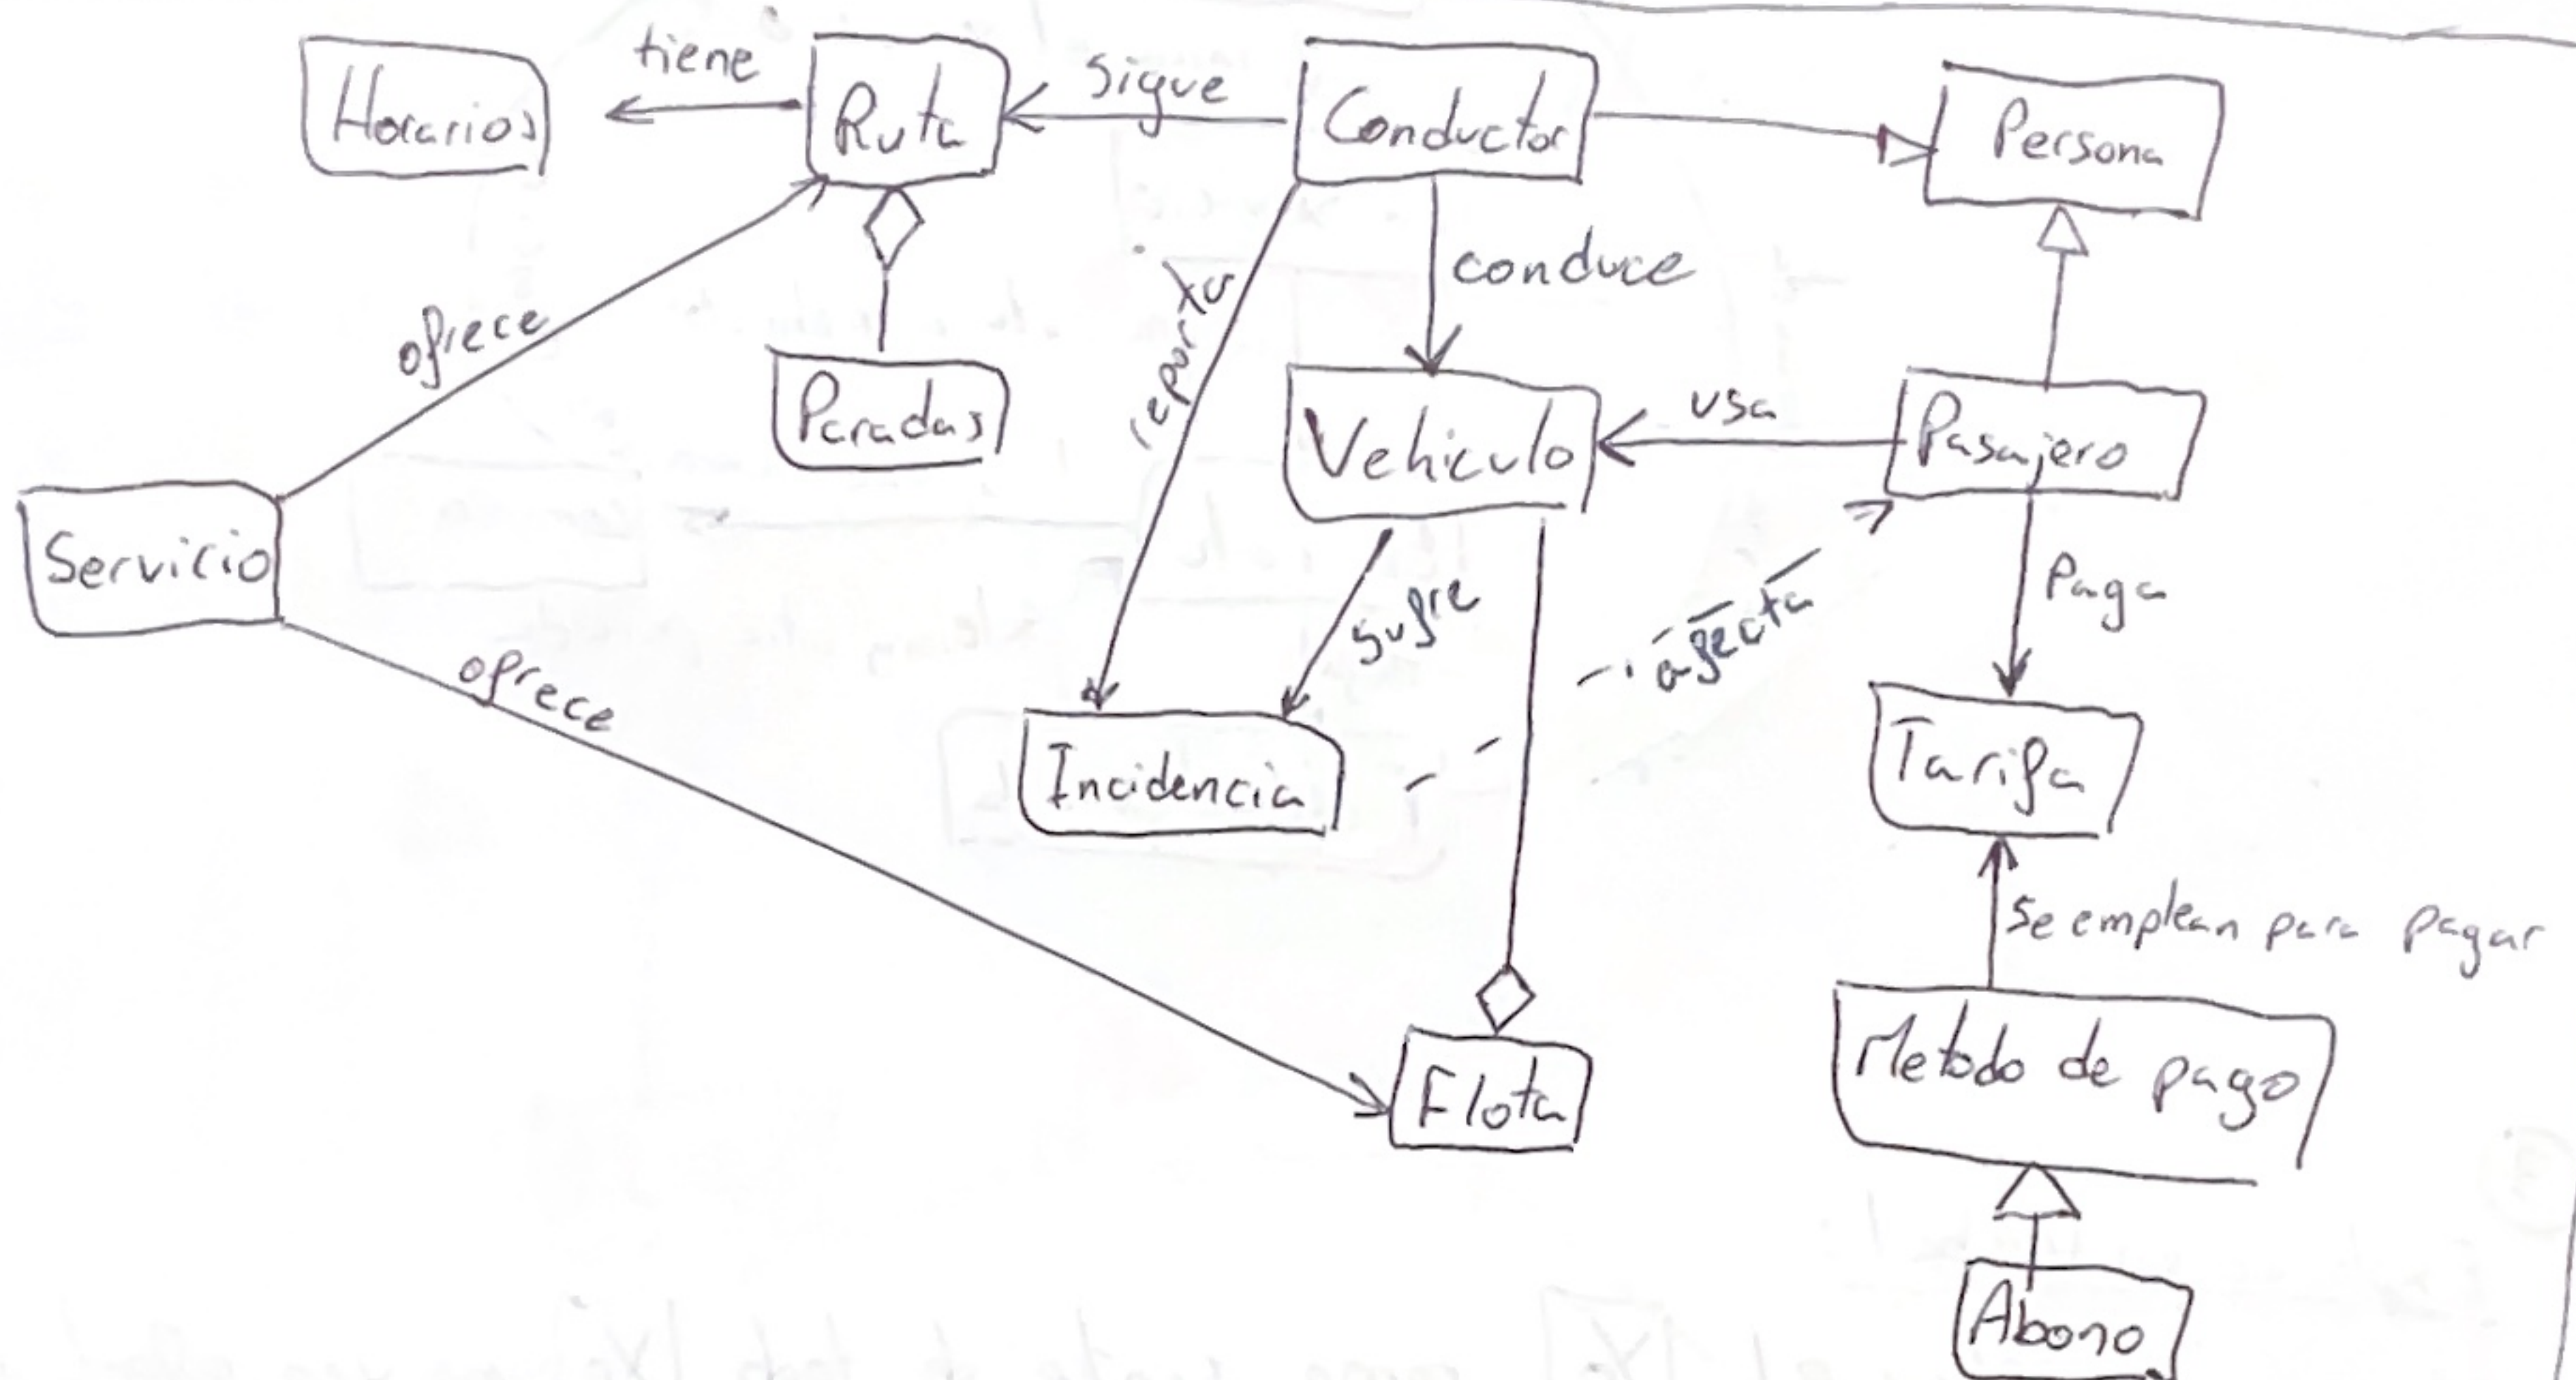 Horarios
tiene
Ruta
sigue
Conductor
Persona
ofrece
Paradas
reporta
conduce
Vehiculo
usa
Pasajero
Servicio
ofrece
sufre
afecta
Paga
Incidencia
Tarifa
Se emplean para pagar
Flota
Metodo de pago
Abono